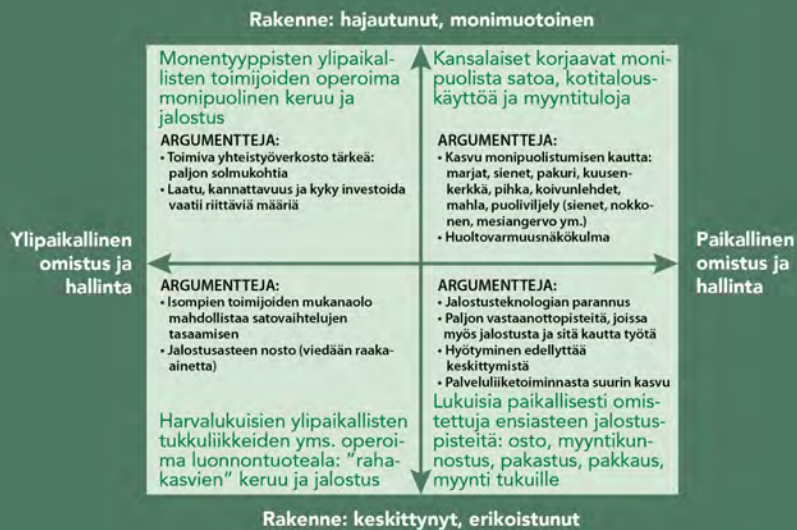 Rakenne: hajautunut, monimuotoinen
Monentyyppisten ylipaikal-
listen toimijoiden operoima
monipuolinen keruu ja
jalostus
ARGUMENTTEJA:
• Toimiva yhteistyöverkosto tärkeä:
paljon solmukohtia
• Laatu, kannattavuus ja kyky investoida
vaatii riittäviä määriä
Kansalaiset korjaavat moni-
puolista satoa, kotitalous-
käyttöä ja myyntituloja
ARGUMENTTEJA:
• Kasvu monipuolistumisen kautta:
marjat, sienet, pakuri, kuusen-
kerkkä, pihka, koivunlehdet,
mahla, puoliviljely (sienet, nokko-
nen, mesiangervo ym.)
• Huoltovarmuusnäkökulma
Ylipaikallinen
omistus ja
hallinta
Paikallinen
omistus ja
hallinta
ARGUMENTTEJA:
• Isompien toimijoiden mukanaolo
mahdollistaa satovaihtelujen
tasaamisen
• Jalostusasteen nosto (viedään raaka-
ainetta)
Harvalukuisien ylipaikallisten
tukkuliikkeiden yms. operoi-
ma luonnontuoteala: ”raha-
kasvien” keruu ja jalostus
ARGUMENTTEJA:
• Jalostusteknologian parannus
• Paljon vastaanottopisteitä, joissa
myös jalostusta ja sitä kautta työtä
• Hyötyminen edellyttää
keskittymistä
• Palveluliiketoiminnasta suurin kasvu
Lukuisia paikallisesti omis-
tettuja ensiasteen jalostus-
pisteitä: osto, myyntikun-
nostus, pakastus, pakkaus,
myynti tukuille
Rakenne: keskittynyt, erikoistunut